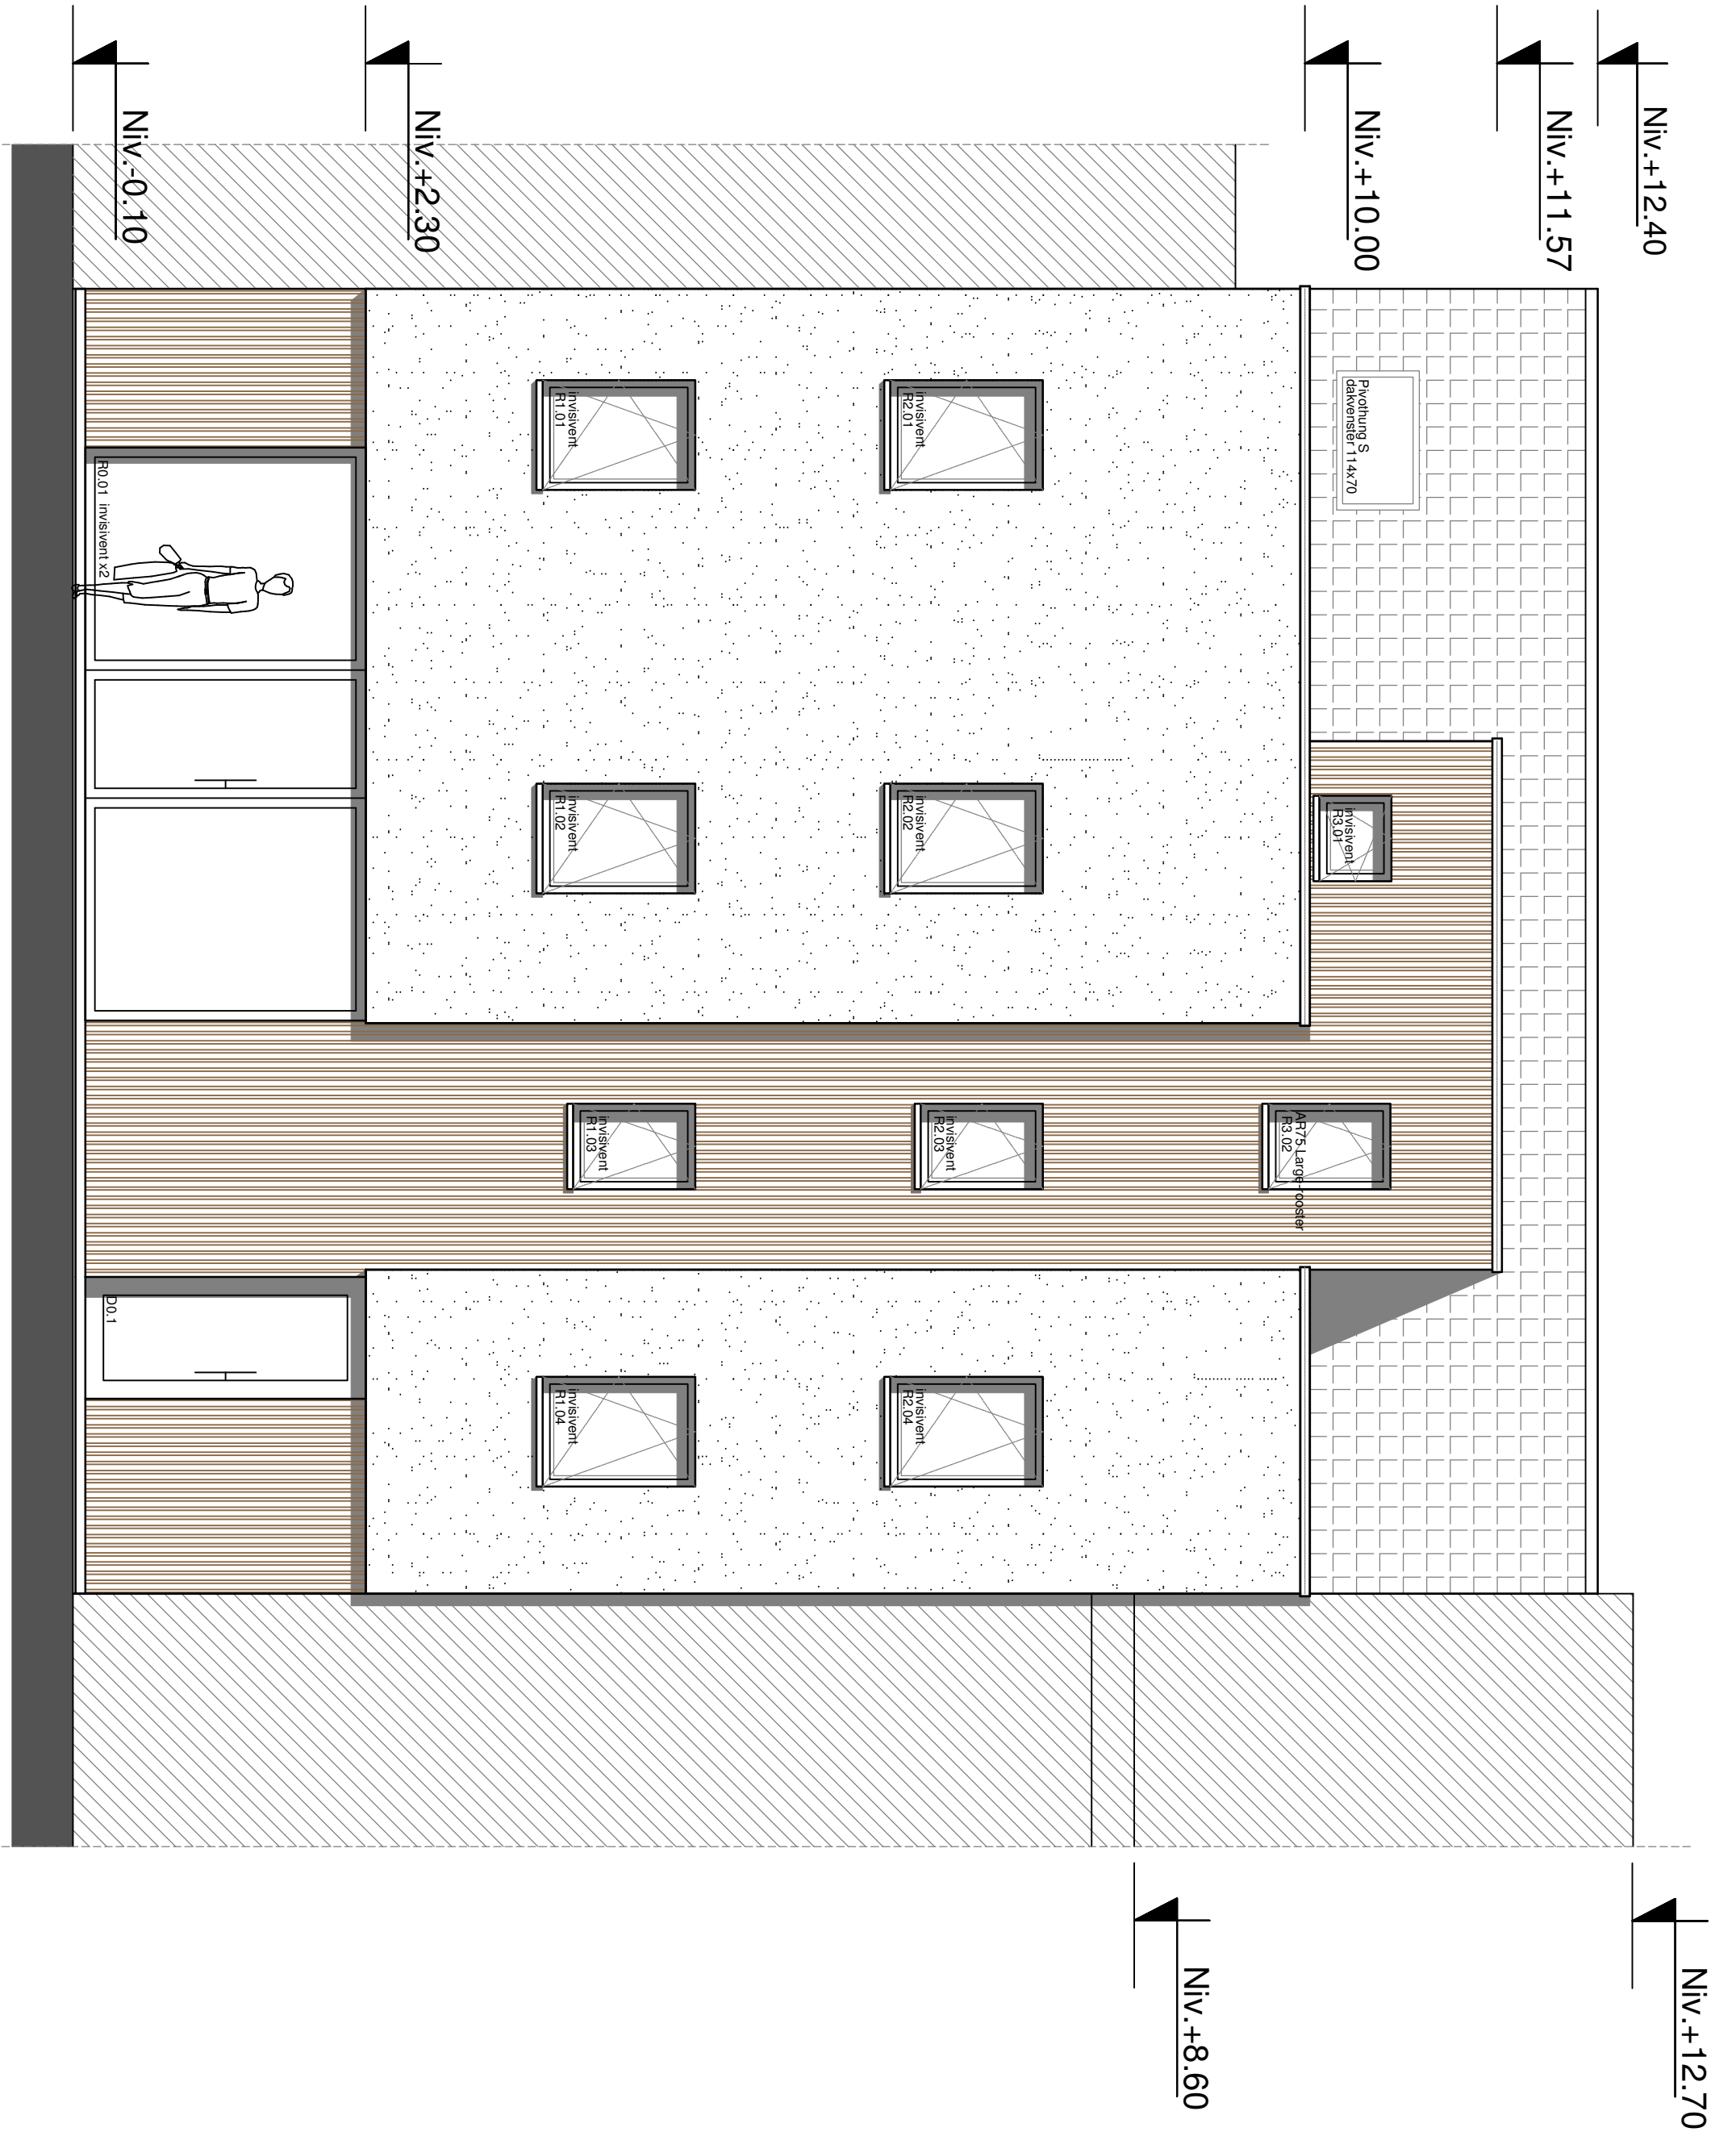 Niv.+12.40
Niv.+11.57
Niv.+10.00
Niv.+2.30
Niv.-0.10
Niv.+12.70
Niv.+8.60
Pivothung S
dakvenster 114x70
invisivent
R3.01
AR75 Large-rooster
R3.02
invisivent
R2.01
invisivent
R2.02
invisivent
R2.03
invisivent
R2.04
invisivent
R1.01
invisivent
R1.02
invisivent
R1.03
invisivent
R1.04
R0.01 invisivent x2
D0.1